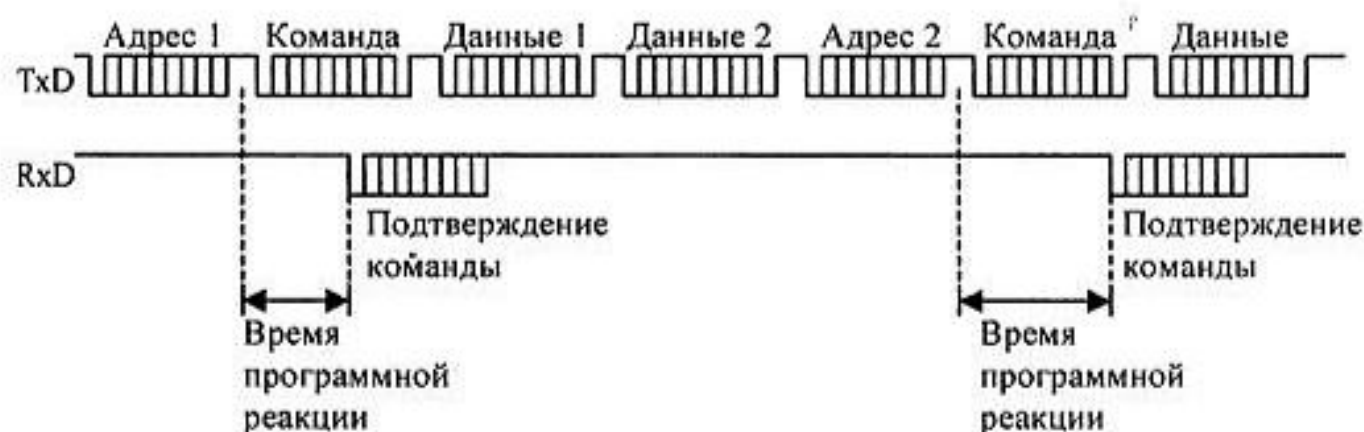 Адрес 1 Команда Данные 1 Данные 2 Адрес 2 Команда Данные
TxD
RxD
Подтверждение
команды
Подтверждение
команды
Время
программной
реакции
Время
программной
реакции